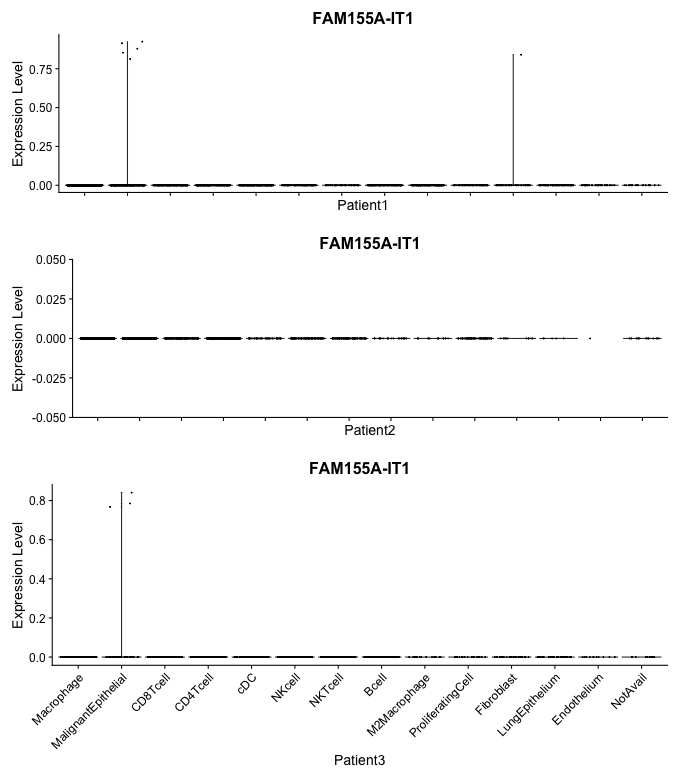 FAM155A-IT1
Expression Level
0.75
0.50
0.25
0.00
Patient1
FAM155A-IT1
Expression Level
0.050
0.025
0.000
-0.025
-0.050
Patient2
FAM155A-IT1
Expression Level
0.8
0.6
0.4
0.2
0.0
Macrophage
MalignantEpithelial
CD8Tcell
CD4Tcell
cDC
NKcell
NKTcell
Bcell
M2Macrophage
ProliferatingCell
Fibroblast
LungEpithelium
Endothelium
NotAvail
Patient3